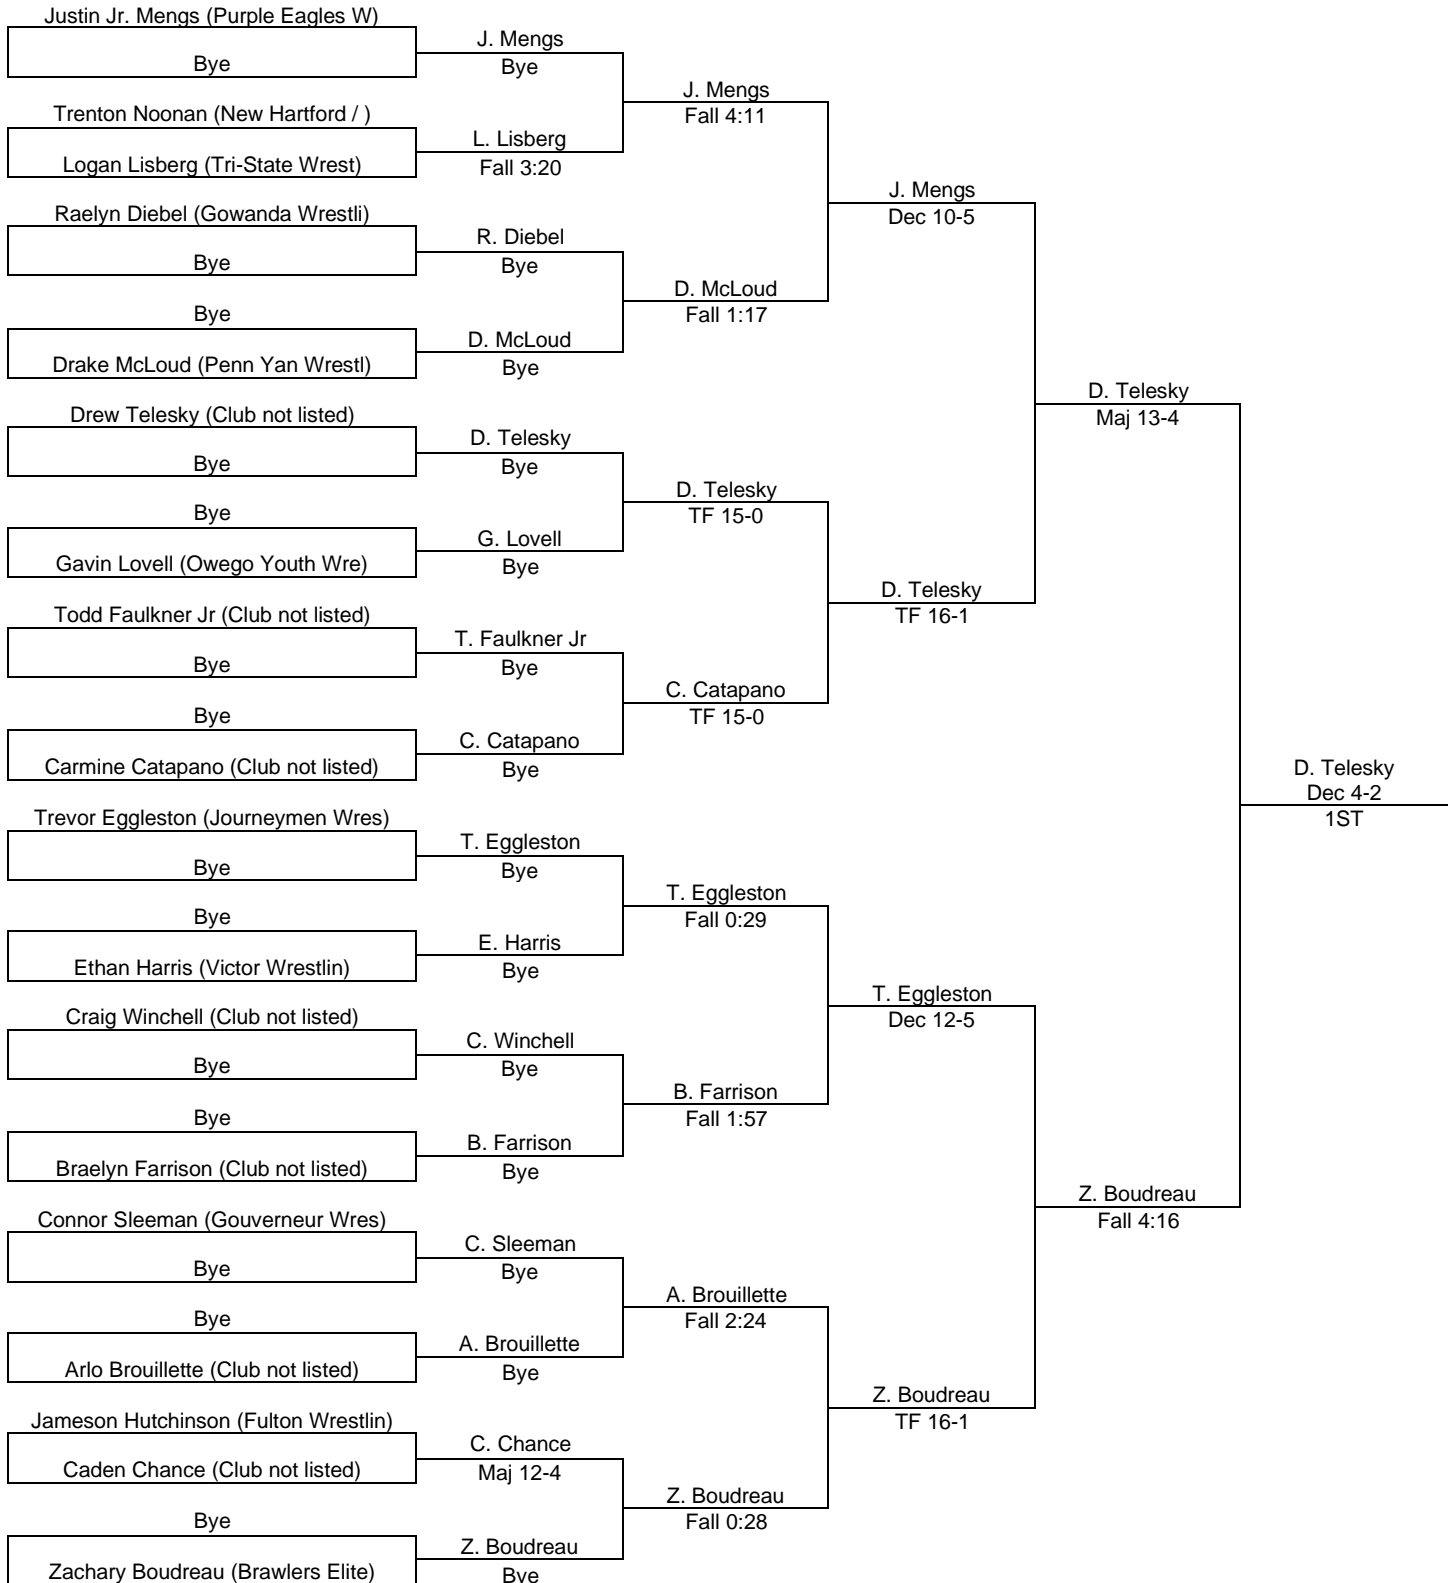 Justin Jr. Mengs (Purple Eagles W)
Bye
Trenton Noonan (New Hartford / )
Logan Lisberg (Tri-State Wrest)
Raelyn Diebel (Gowanda Wrestli)
Bye
Bye
Drake McLoud (Penn Yan Wrestl)
Drew Telesky (Club not listed)
Bye
Bye
Gavin Lovell (Owego Youth Wre)
Todd Faulkner Jr (Club not listed)
Bye
Bye
Carmine Catapano (Club not listed)
Trevor Eggleston (Journeymen Wres)
Bye
Bye
Ethan Harris (Victor Wrestlin)
Craig Winchell (Club not listed)
Bye
Bye
Braelyn Farrison (Club not listed)
Connor Sleeman (Gouverneur Wres)
Bye
Bye
Arlo Brouillette (Club not listed)
Jameson Hutchinson (Fulton Wrestlin)
Caden Chance (Club not listed)
Bye
Zachary Boudreau (Brawlers Elite)
J. Mengs
Bye
L. Lisberg
Fall 3:20
R. Diebel
Bye
D. McLoud
Bye
D. Telesky
Bye
G. Lovell
Bye
T. Faulkner Jr
Bye
C. Catapano
Bye
T. Eggleston
Bye
E. Harris
Bye
C. Winchell
Bye
B. Farrison
Bye
C. Sleeman
Bye
A. Brouillette
Bye
C. Chance
Maj 12-4
Z. Boudreau
Bye
J. Mengs
Fall 4:11
D. McLoud
Fall 1:17
D. Telesky
TF 15-0
C. Catapano
TF 15-0
T. Eggleston
Fall 0:29
B. Farrison
Fall 1:57
A. Brouillette
Fall 2:24
Z. Boudreau
Fall 0:28
J. Mengs
Dec 10-5
D. Telesky
TF 16-1
T. Eggleston
Dec 12-5
Z. Boudreau
TF 16-1
D. Telesky
Maj 13-4
Z. Boudreau
Fall 4:16
D. Telesky
Dec 4-2
1ST